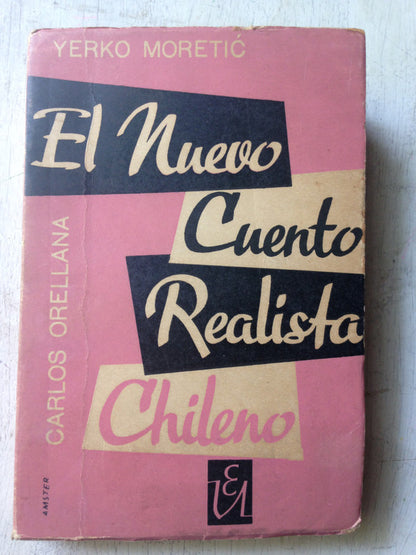 YERKO MORETIĆ
El Nuevo
Cuento
Realista
Chileno
CARLOS ORELLANA
AMSTER
EU